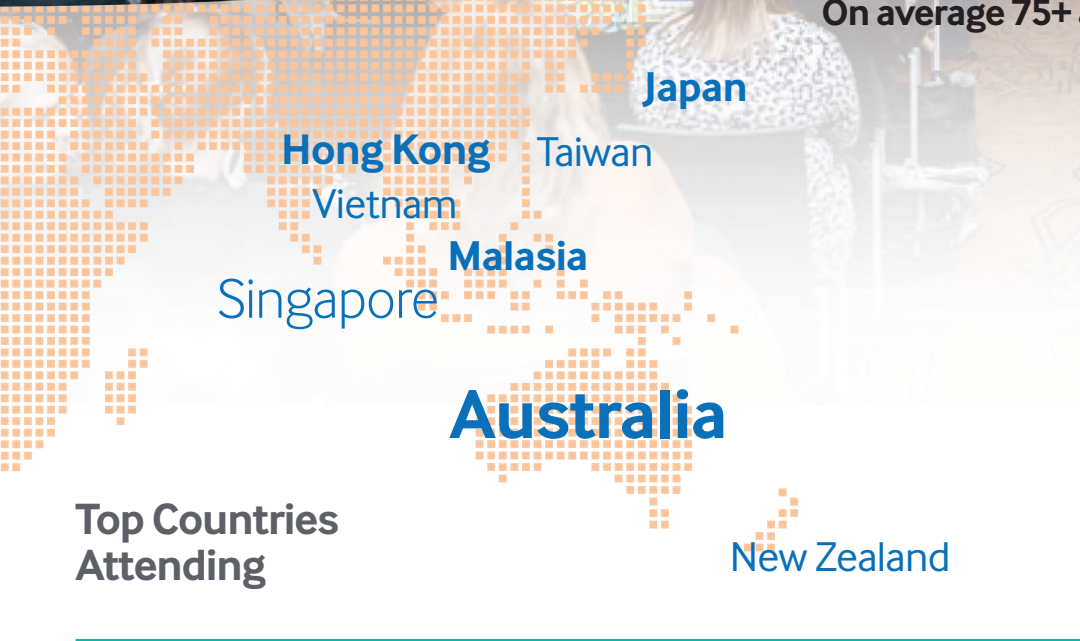 On average 75+
Japan
Hong Kong
Taiwan
Vietnam
Malasia
Singapore
Australia
Top Countries
Attending
New Zealand